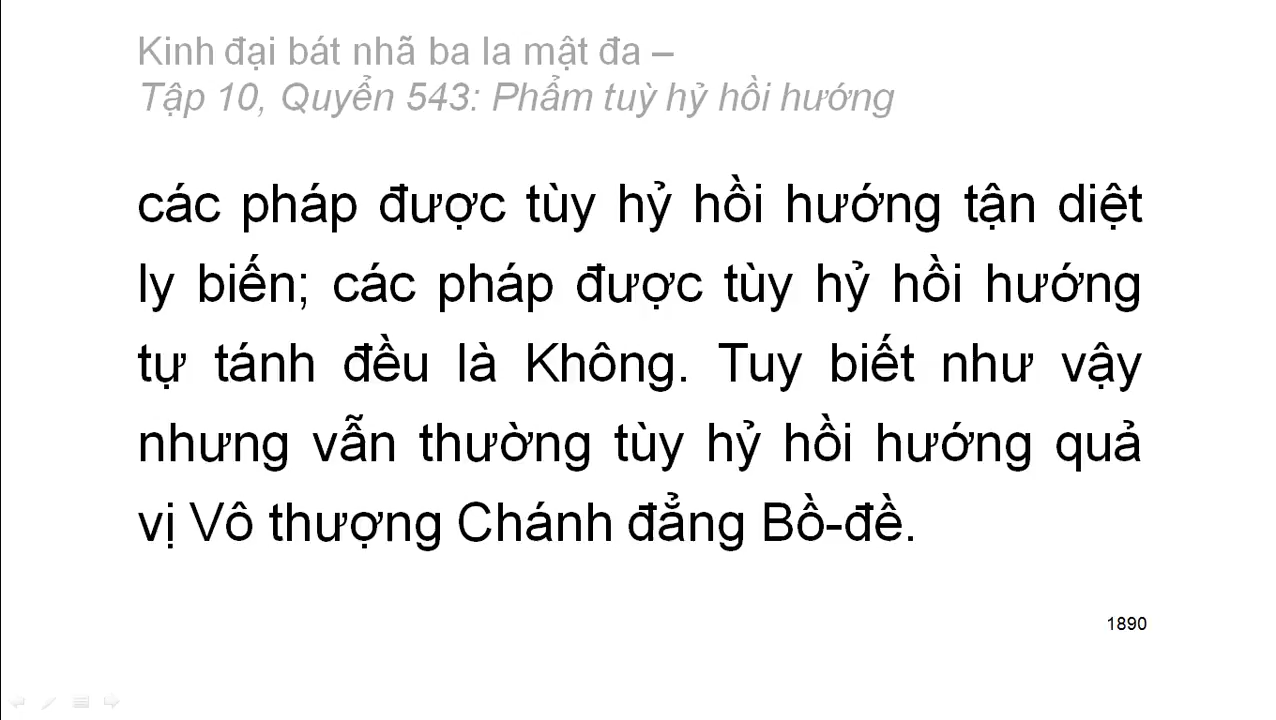 Kinh đại bát nhã ba la mật đa –
Tập 10, Quyển 543: Phẩm tuỳ hỷ hồi hướng
các pháp được tùy hỷ hồi hướng tận diệt
ly biến; các pháp được tùy hỷ hồi hướng
tự tánh đều là Không. Tuy biết như vậy
nhưng vẫn thường tùy hỷ hồi hướng quả
vị Vô thượng Chánh đẳng Bồ-đề.
1890